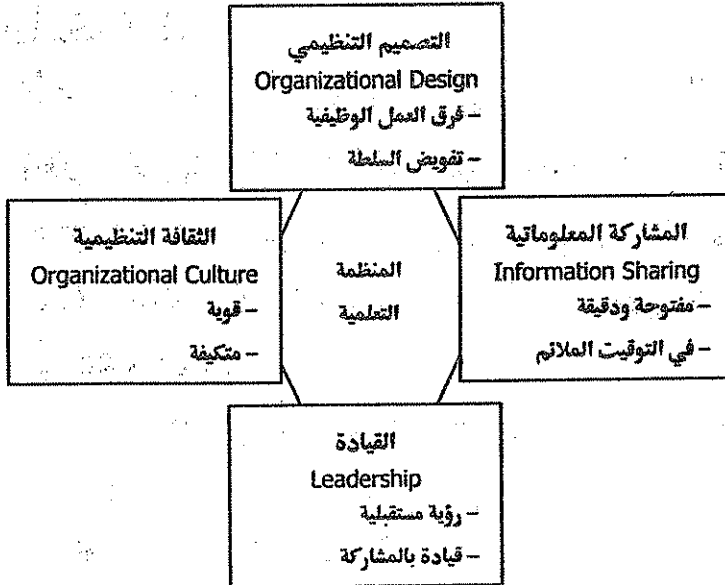 التصميم التنظيمي
Organizational Design
– فرق العمل الوظيفية
– تفويض السلطة
المشاركة المعلوماتية
Information Sharing
– مفتوحة ودقيقة
– في التوقيت الملائم
المنظمة
التعلمية
الثقافة التنظيمية
Organizational Culture
– قوية
– متكيفة
القيادة
Leadership
– رؤية مستقبلية
– قيادة بالمشاركة